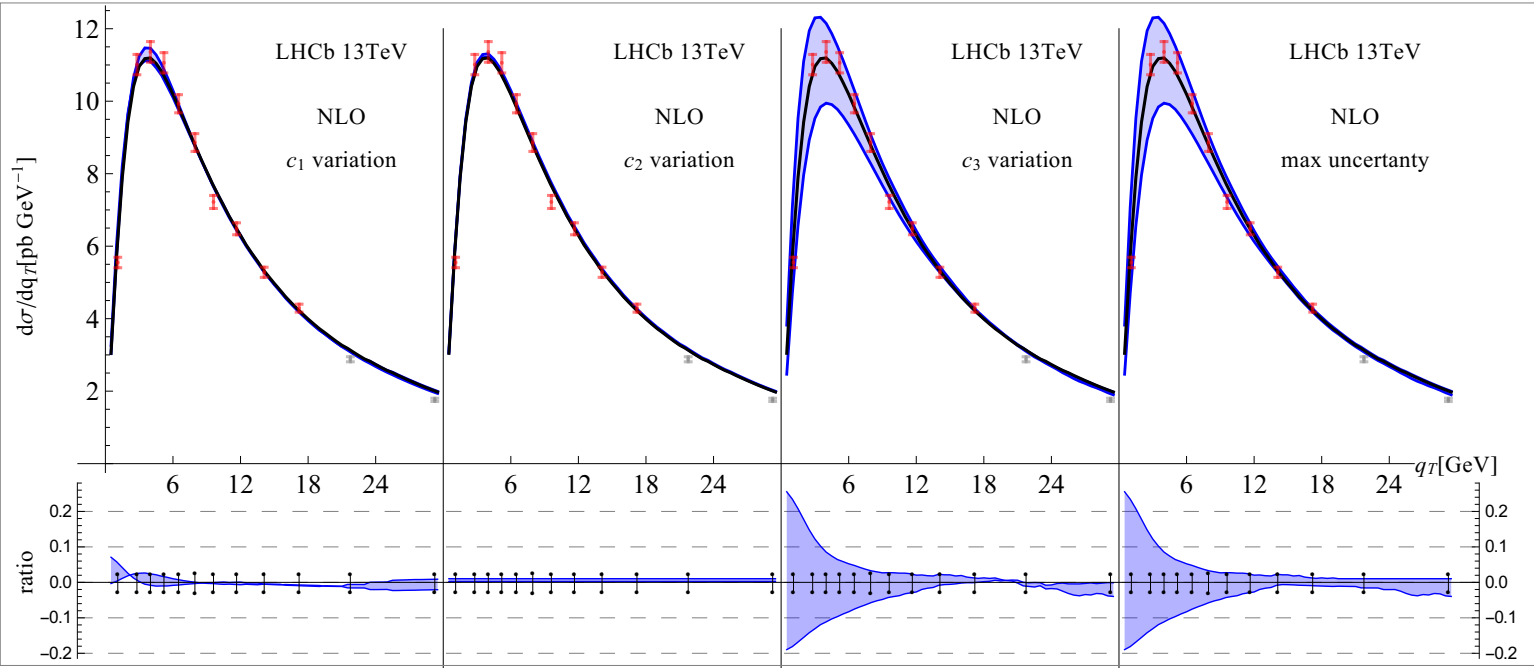 12
10
8
6
4
2
dσ/dqT[pb GeV⁻¹]
LHCb 13TeV
NLO
c₁ variation
LHCb 13TeV
NLO
c₂ variation
LHCb 13TeV
NLO
c₃ variation
LHCb 13TeV
NLO
max uncertanty
6 12 18 24
6 12 18 24
6 12 18 24
6 12 18 24
qT[GeV]
ratio
0.2
0.1
0.0
−0.1
−0.2
0.2
0.1
0.0
−0.1
−0.2